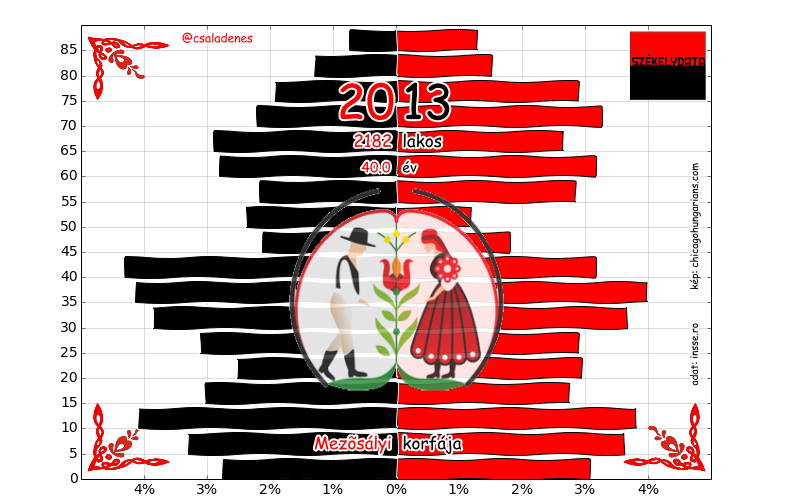 @csaladenes
SZÉKELYDATA
2013
2182 lakos
40.0 év
kép: chicagohungarians.com
adat: insse.ro
Mezősályi korfája
85
80
75
70
65
60
55
50
45
40
35
30
25
20
15
10
5
0
4% 3% 2% 1% 0% 1% 2% 3% 4%